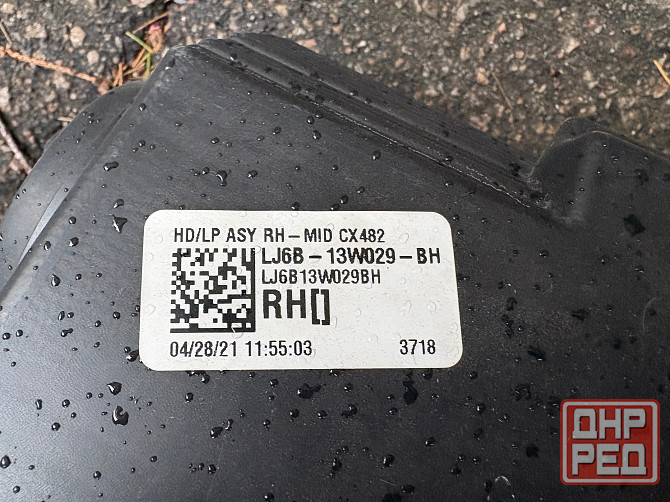 HD/LP ASY RH-MID CX482
LJ6B-13W029-BH
LJ6B13W029BH
RH[]
04/28/21 11:55:03 3718
ДНР
РЕД